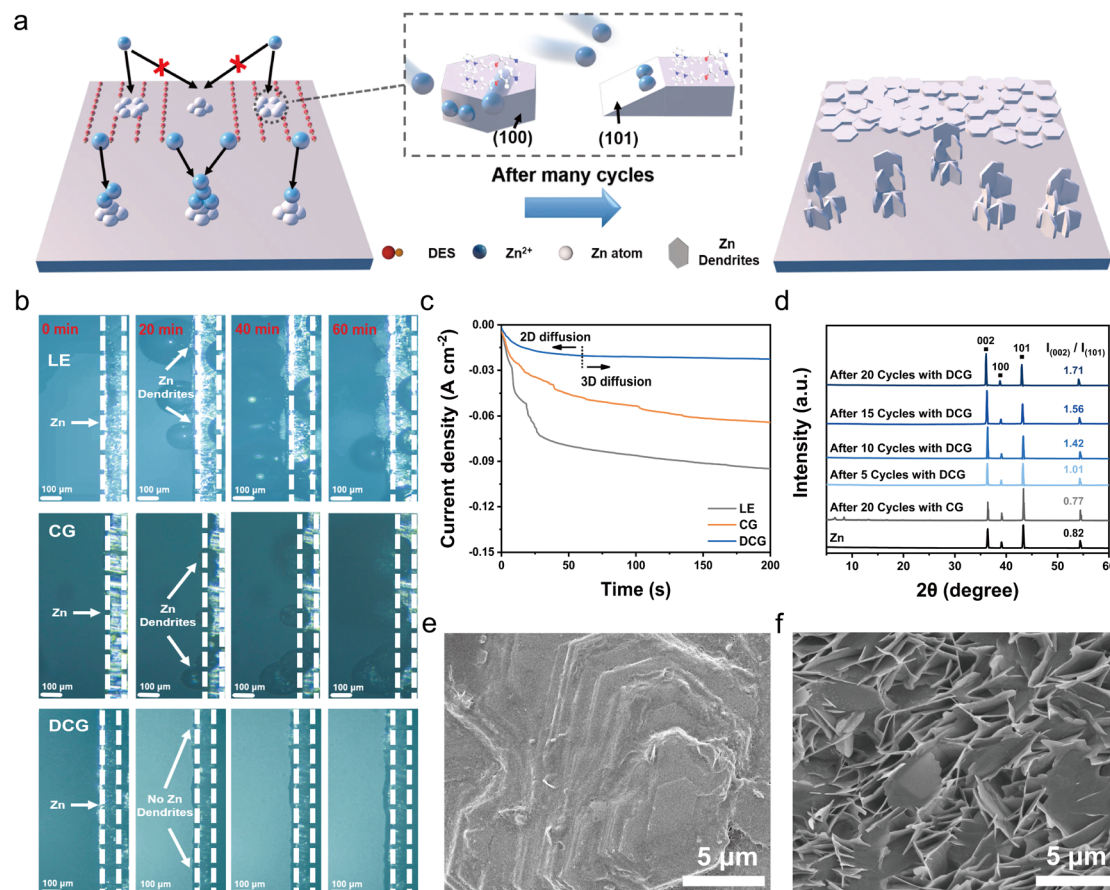 a
(100)
(101)
After many cycles
DES
Zn²⁺
Zn atom
Zn
Dendrites
b
0 min
20 min
40 min
60 min
LE
Zn
Zn
Dendrites
100 µm
100 µm
100 µm
100 µm
CG
Zn
Zn
Dendrites
100 µm
100 µm
100 µm
100 µm
DCG
Zn
No Zn
Dendrites
100 µm
100 µm
100 µm
100 µm
c
Current density (A cm⁻²)
0.00
-0.03
-0.06
-0.09
-0.12
-0.15
2D diffusion
3D diffusion
LE
CG
DCG
0
50
100
150
200
Time (s)
d
Intensity (a.u.)
002
100
101
I(002) / I(101)
After 20 Cycles with DCG
1.71
After 15 Cycles with DCG
1.56
After 10 Cycles with DCG
1.42
After 5 Cycles with DCG
1.01
After 20 Cycles with CG
0.77
Zn
0.82
10
20
30
40
50
60
2θ (degree)
e
5 µm
f
5 µm